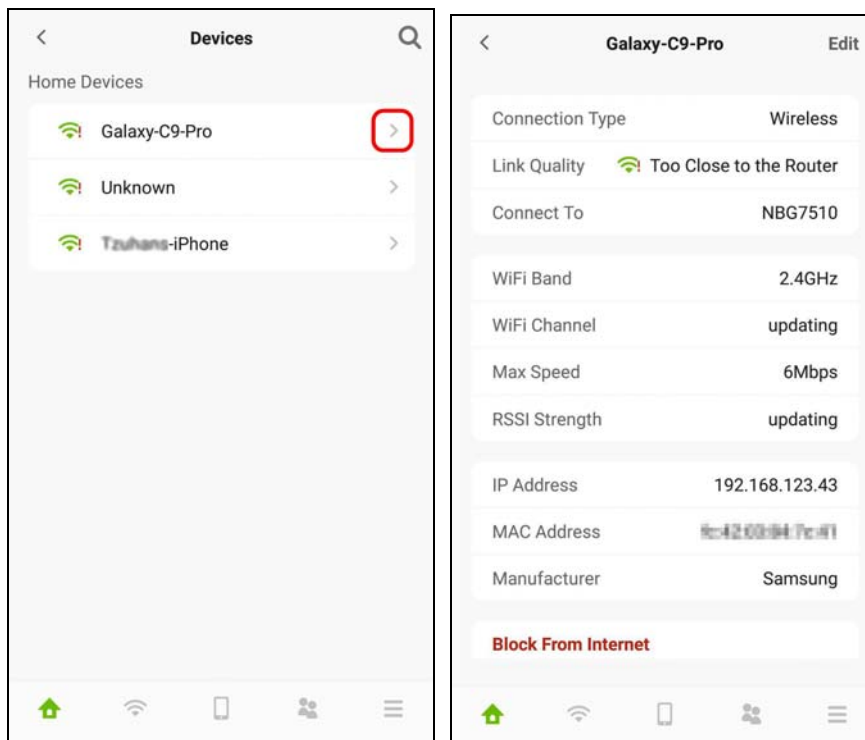 Devices
Home Devices
Galaxy-C9-Pro
Unknown
-iPhone
Galaxy-C9-Pro Edit
Connection Type Wireless
Link Quality Too Close to the Router
Connect To NBG7510
WiFi Band 2.4GHz
WiFi Channel updating
Max Speed 6Mbps
RSSI Strength updating
IP Address 192.168.123.43
MAC Address
Manufacturer Samsung
Block From Internet